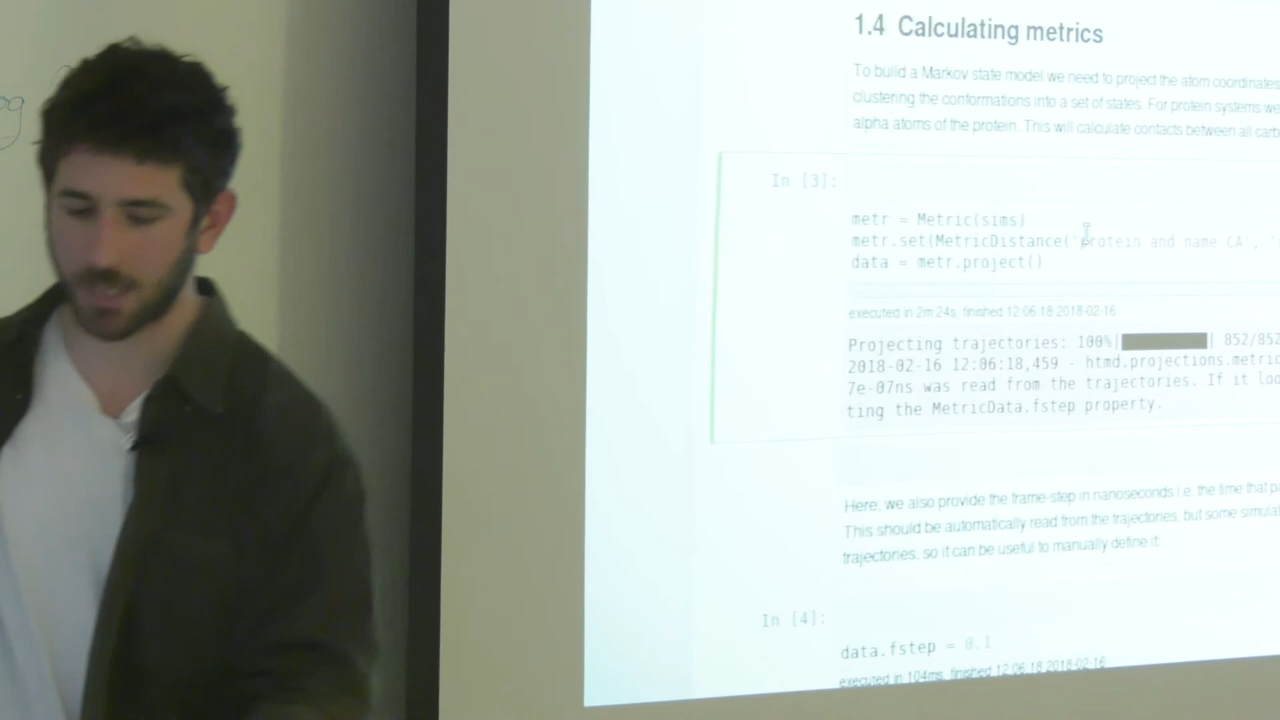 og
1.4 Calculating metrics
To build a Markov state model we need to project the atom coordinates
clustering the conformations into a set of states. For protein systems we
alpha atoms of the protein. This will calculate contacts between all carb
In [3]:
metr = Metric(sims)
metr.set(MetricDistance('protein and name CA', '
data = metr.project()
executed in 2m 24s, finished 12:06:18 2018-02-16
Projecting trajectories: 100%| | 852/852
2018-02-16 12:06:18,459 - htmd.projections.metric
7e-07ns was read from the trajectories. If it loo
ting the MetricData.fstep property.
Here, we also provide the frame-step in nanoseconds i.e. the time that pa
This should be automatically read from the trajectories, but some simulat
trajectories, so it can be useful to manually define it:
In [4]:
data.fstep = 0.1
executed in 104ms, finished 12:06:18 2018-02-16